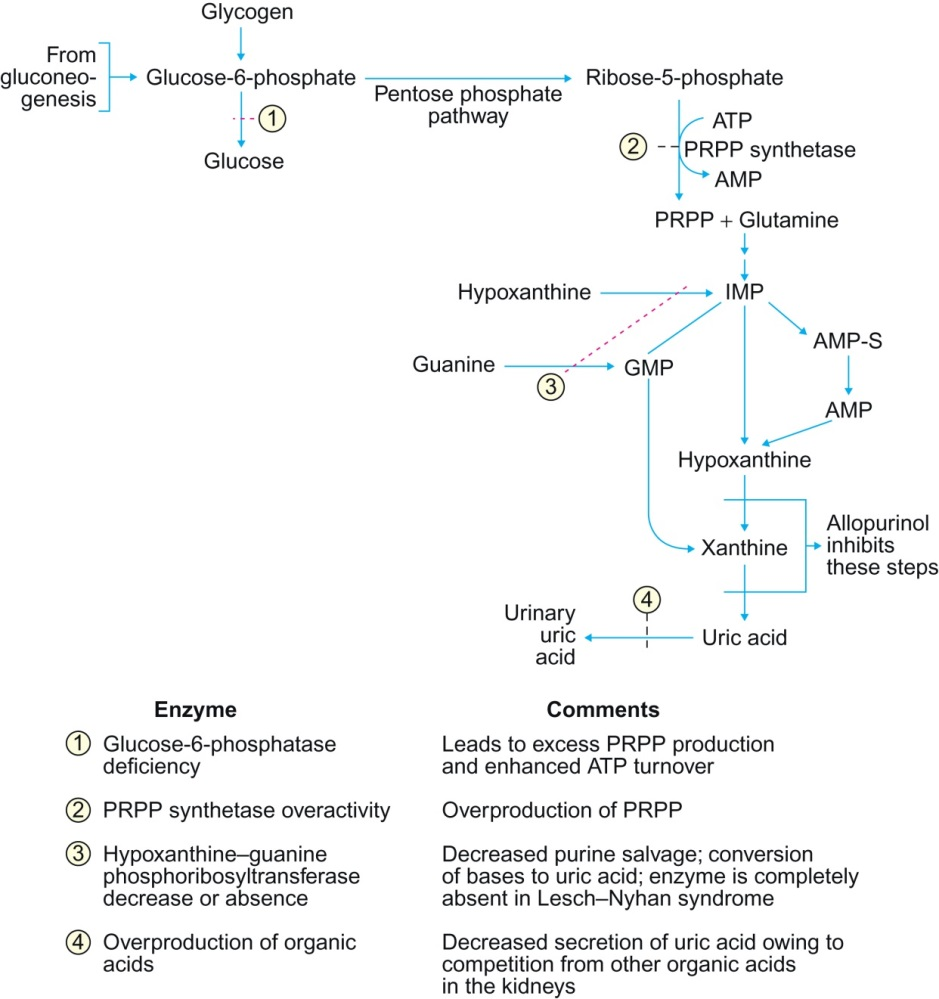 Glycogen
From
gluconeo-
genesis
Glucose-6-phosphate
Pentose phosphate
pathway
Ribose-5-phosphate
1
Glucose
ATP
2
PRPP synthetase
AMP
PRPP + Glutamine
Hypoxanthine
IMP
AMP-S
Guanine
GMP
3
AMP
Hypoxanthine
Allopurinol
inhibits
these steps
Xanthine
4
Urinary
uric
acid
Uric acid
Enzyme
Comments
1 Glucose-6-phosphatase
deficiency
Leads to excess PRPP production
and enhanced ATP turnover
2 PRPP synthetase overactivity
Overproduction of PRPP
3 Hypoxanthine–guanine
phosphoribosyltransferase
decrease or absence
Decreased purine salvage; conversion
of bases to uric acid; enzyme is completely
absent in Lesch–Nyhan syndrome
4 Overproduction of organic
acids
Decreased secretion of uric acid owing to
competition from other organic acids
in the kidneys